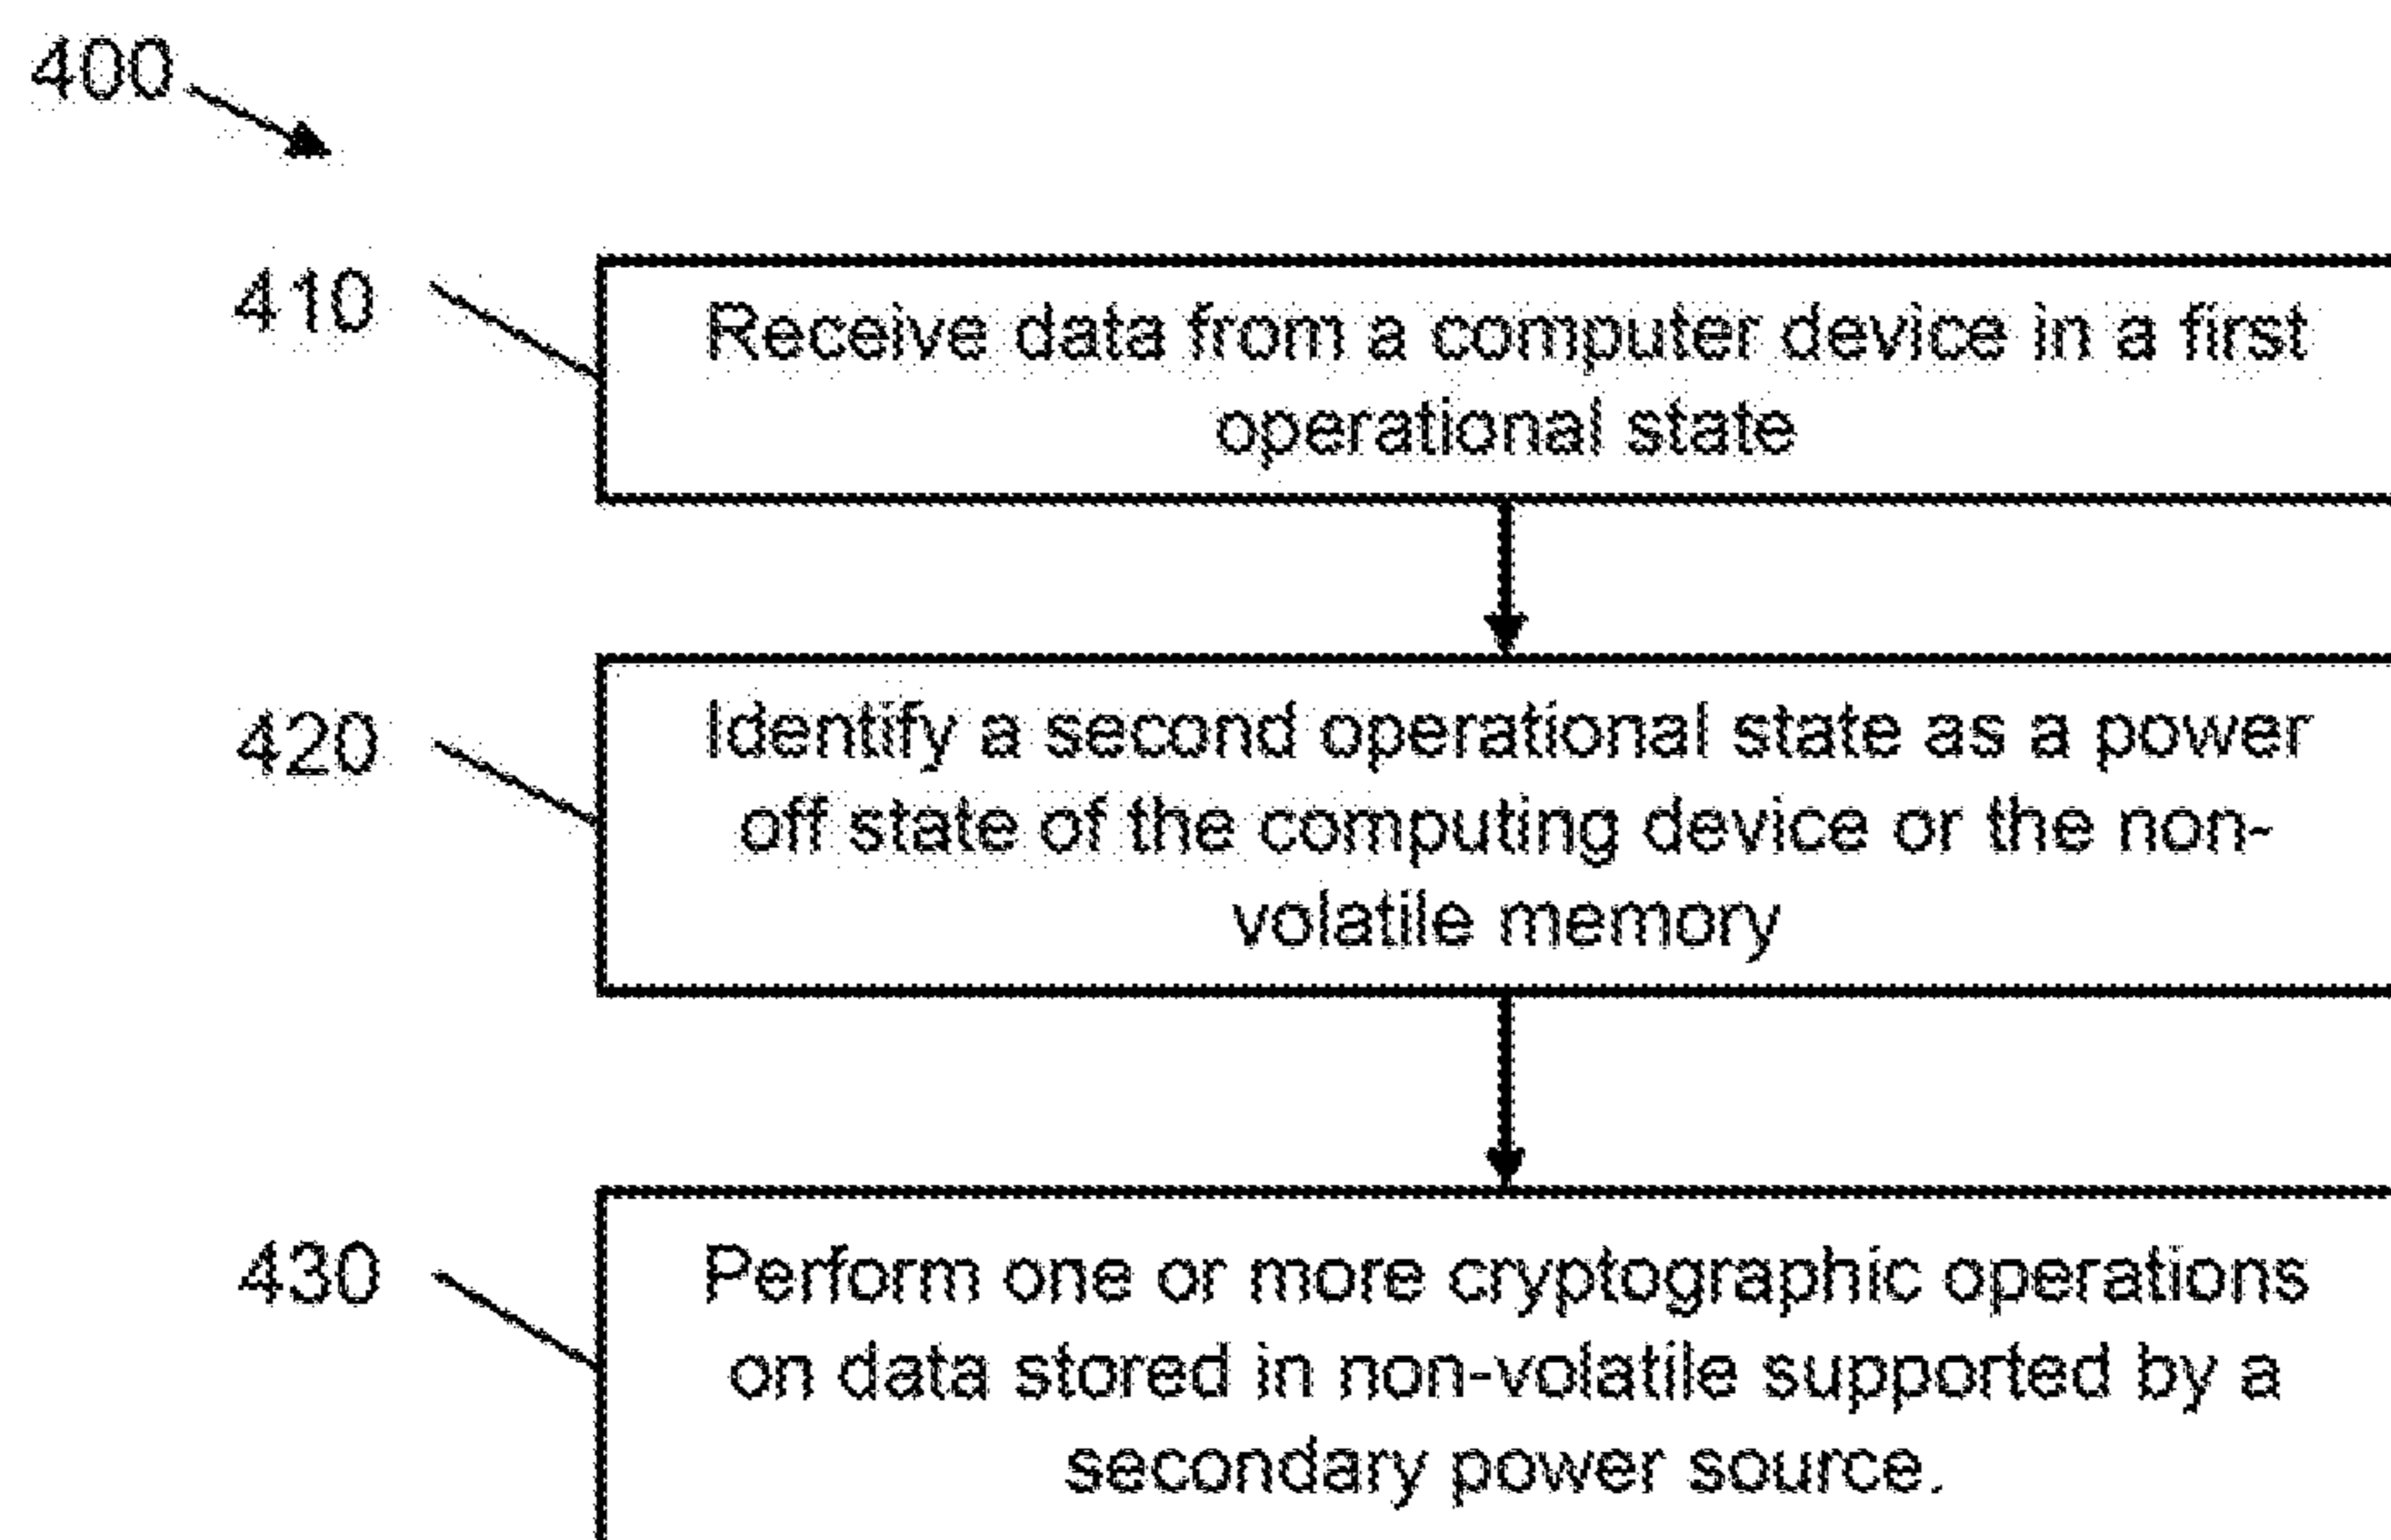 400
410
Receive data from a computer device in a first
operational state
420
Identify a second operational state as a power
off state of the computing device or the non-
volatile memory
430
Perform one or more cryptographic operations
on data stored in non-volatile supported by a
secondary power source.